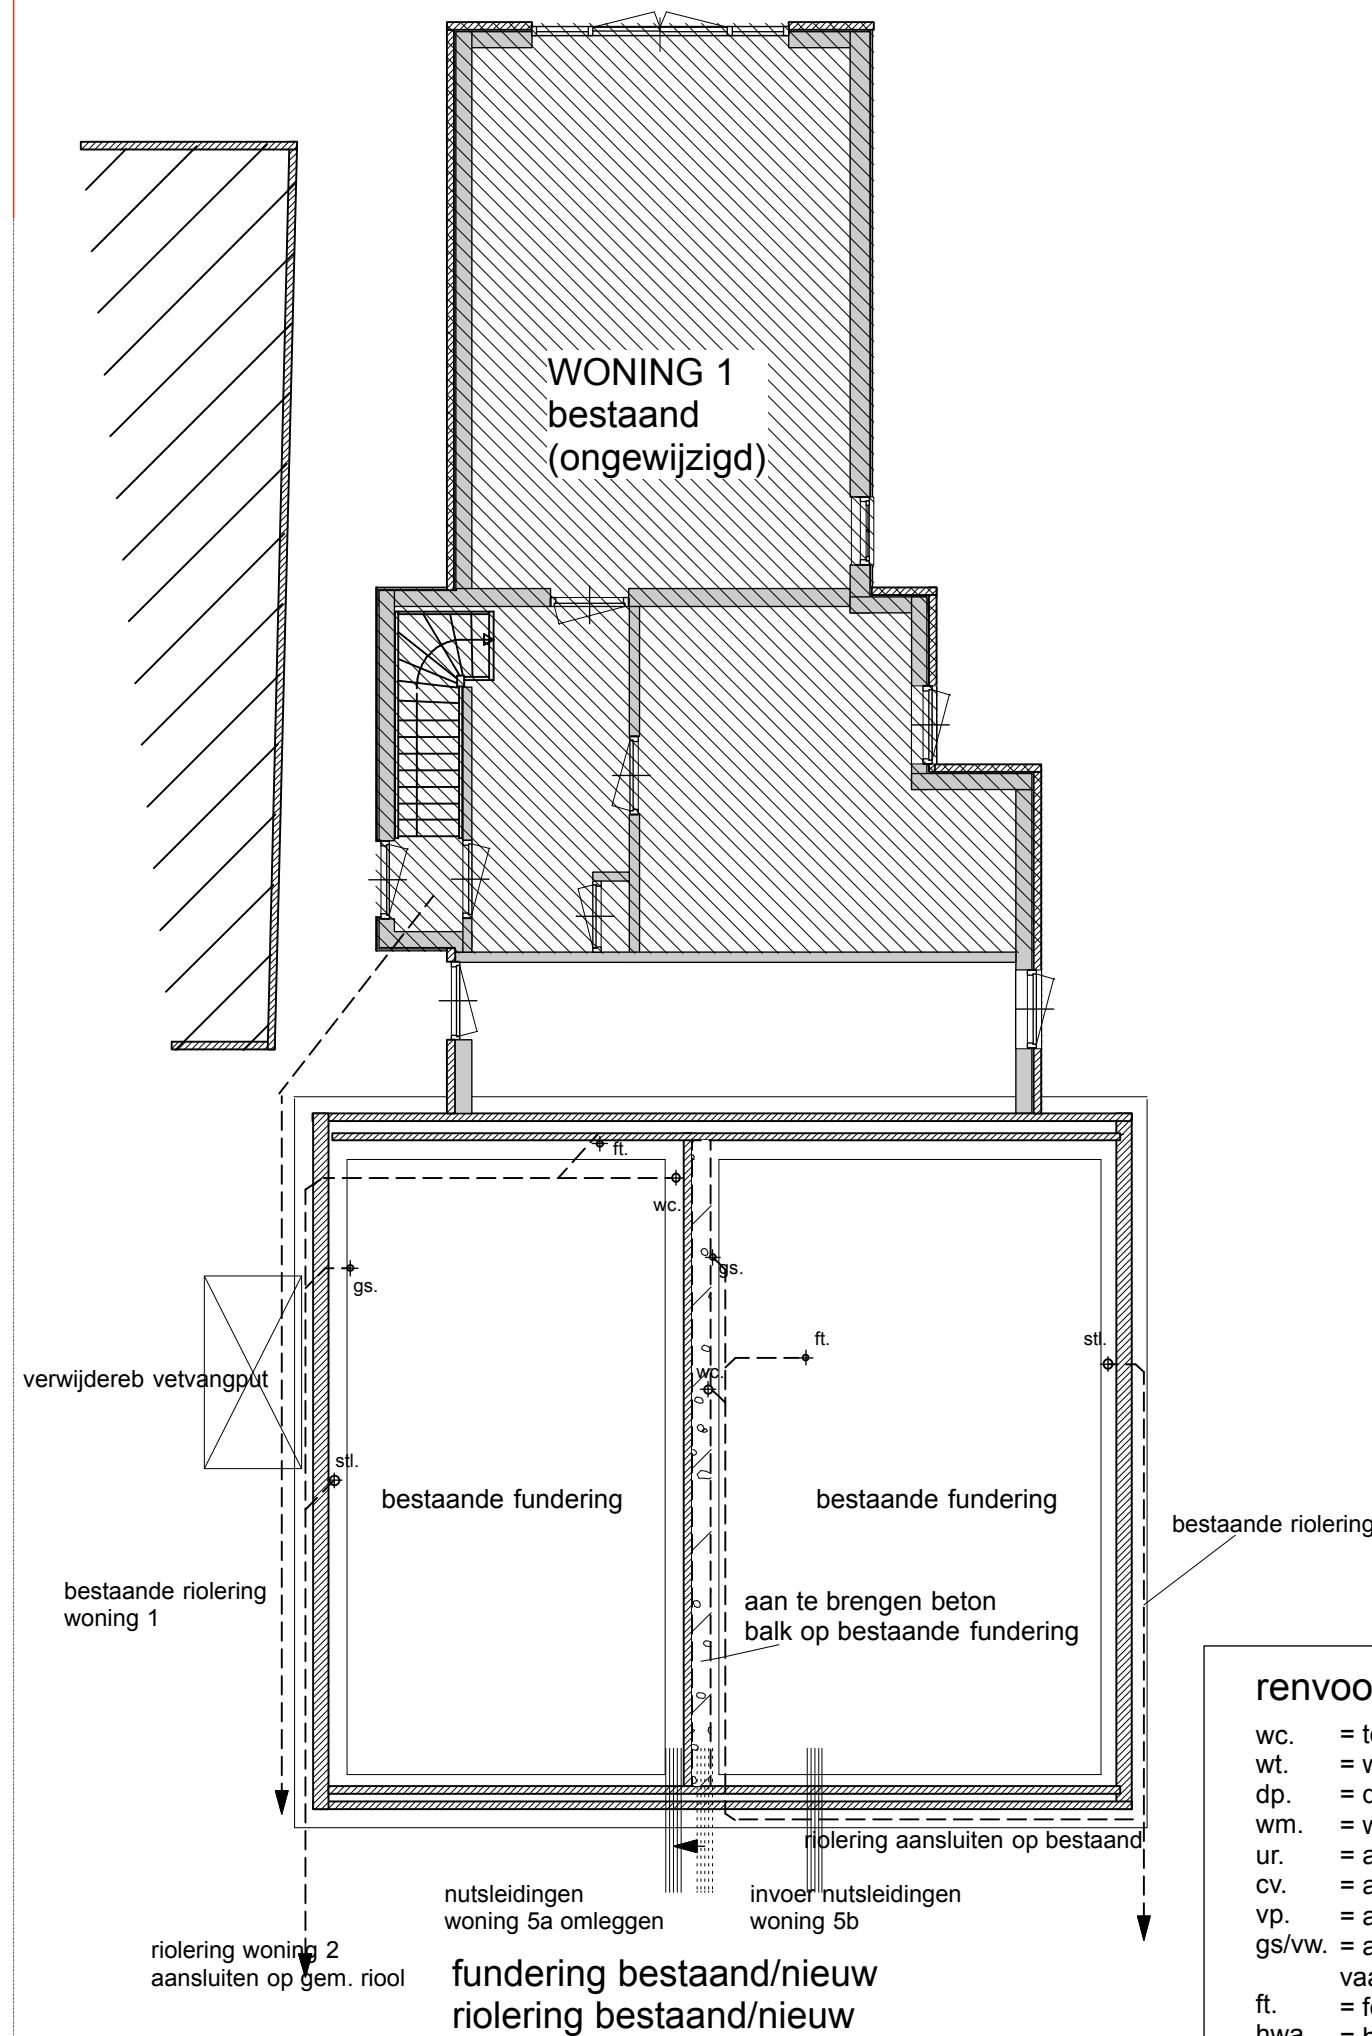 WONING 1
bestaand
(ongewijzigd)
ft.
wc.
gs.
gs.
ft.
stl.
wc.
verwijdereb vetvangput
stl.
bestaande fundering
bestaande fundering
bestaande riolering
bestaande riolering
woning 1
aan te brengen beton
balk op bestaande fundering
riolering aansluiten op bestaand
nutsleidingen
woning 5a omleggen
invoer nutsleidingen
woning 5b
riolering woning 2
aansluiten op gem. riool
fundering bestaand/nieuw
riolering bestaand/nieuw
wc. =
wt. =
dp. =
wm. =
ur. =
cv. =
vp. =
gs/vw. =
ft. =
hwa =